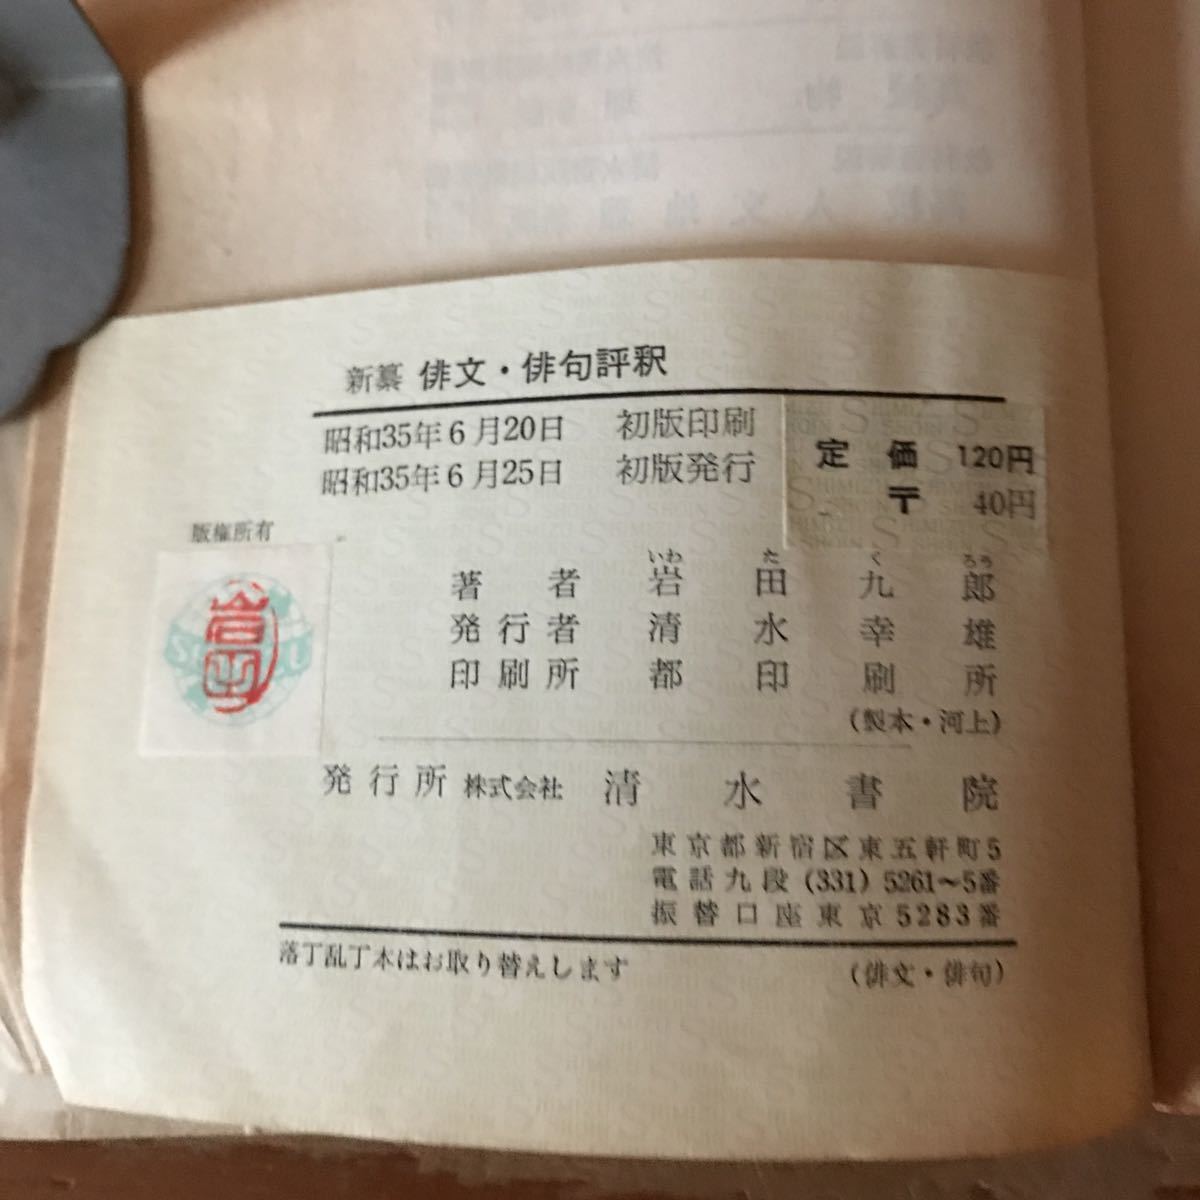 新纂 俳文・俳句評釈
昭和35年6月20日 初版印刷
昭和35年6月25日 初版発行
定価 120円
〒 40円
版権所有
いわ た く ろう
著者 岩田九郎
発行者 清水幸雄
印刷所 都印刷所
(製本・河上)
発行所 株式会社 清水書院
東京都新宿区東五軒町5
電話九段(331)5261~5番
振替口座東京5283番
落丁乱丁本はお取り替えします
(俳文・俳句)